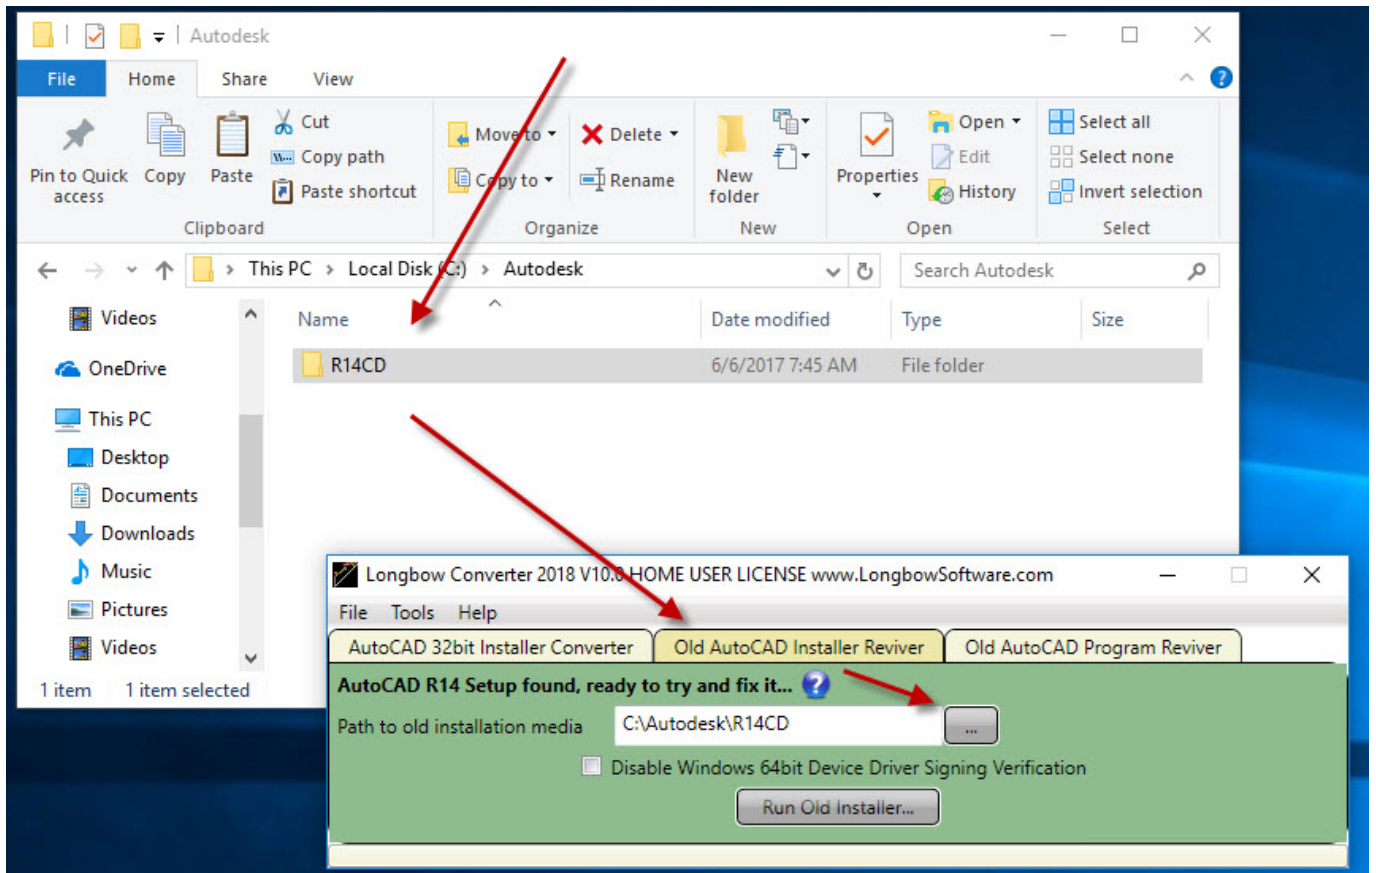 Autodesk
File Home Share View
Pin to Quick access
Copy
Paste
Cut
Copy path
Paste shortcut
Clipboard
Move to
Copy to
Delete
Rename
Organize
New folder
New
Properties
Open
Edit
History
Open
Select all
Select none
Invert selection
Select
This PC > Local Disk (C:) > Autodesk
Search Autodesk
Videos
OneDrive
This PC
Desktop
Documents
Downloads
Music
Pictures
Videos
Name Date modified Type Size
R14CD 6/6/2017 7:45 AM File folder
1 item 1 item selected
Longbow Converter 2018 V10.0 HOME USER LICENSE www.LongbowSoftware.com
File Tools Help
AutoCAD 32bit Installer Converter Old AutoCAD Installer Reviver Old AutoCAD Program Reviver
AutoCAD R14 Setup found, ready to try and fix it... ?
Path to old installation media C:\Autodesk\R14CD ...
Disable Windows 64bit Device Driver Signing Verification
Run Old Installer...